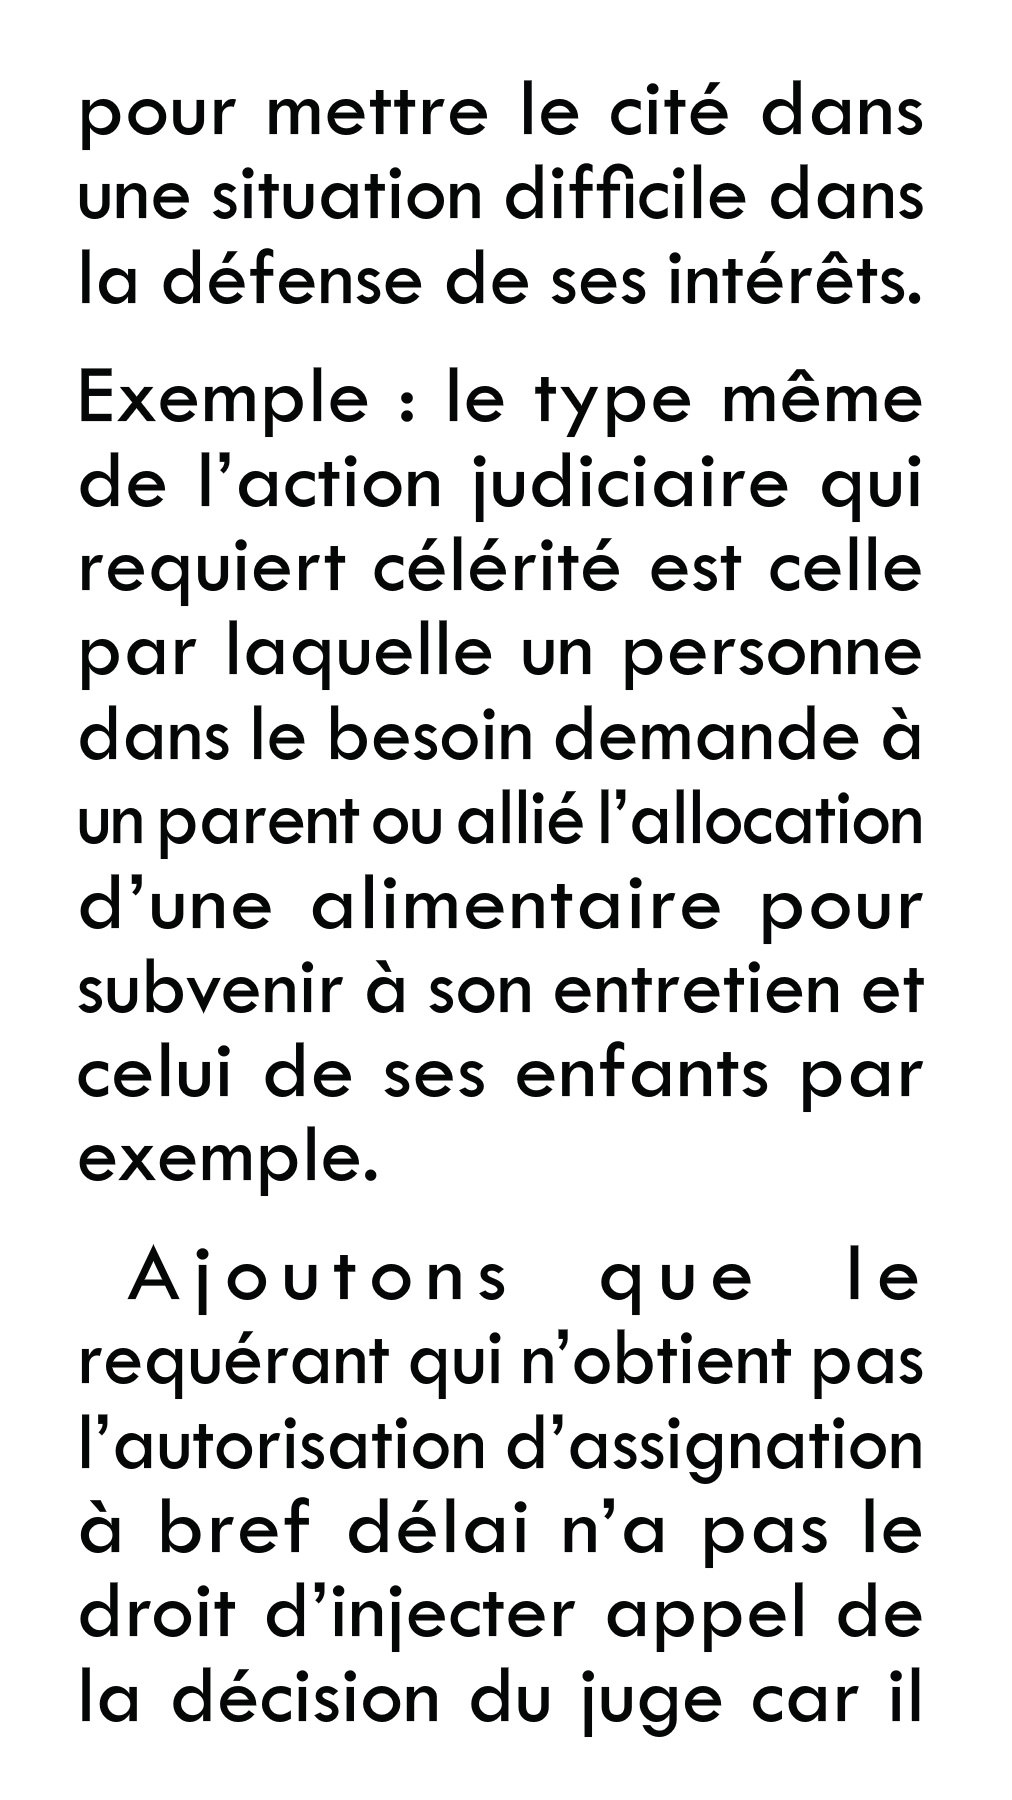 pour mettre le cité dans
une situation difficile dans
la défense de ses intérêts.
Exemple : le type même
de l’action judiciaire qui
requiert célérité est celle
par laquelle un personne
dans le besoin demande à
un parent ou allié l’allocation
d’une alimentaire pour
subvenir à son entretien et
celui de ses enfants par
exemple.
Ajoutons que le
requérant qui n’obtient pas
l’autorisation d’assignation
à bref délai n’a pas le
droit d’injecter appel de
la décision du juge car il